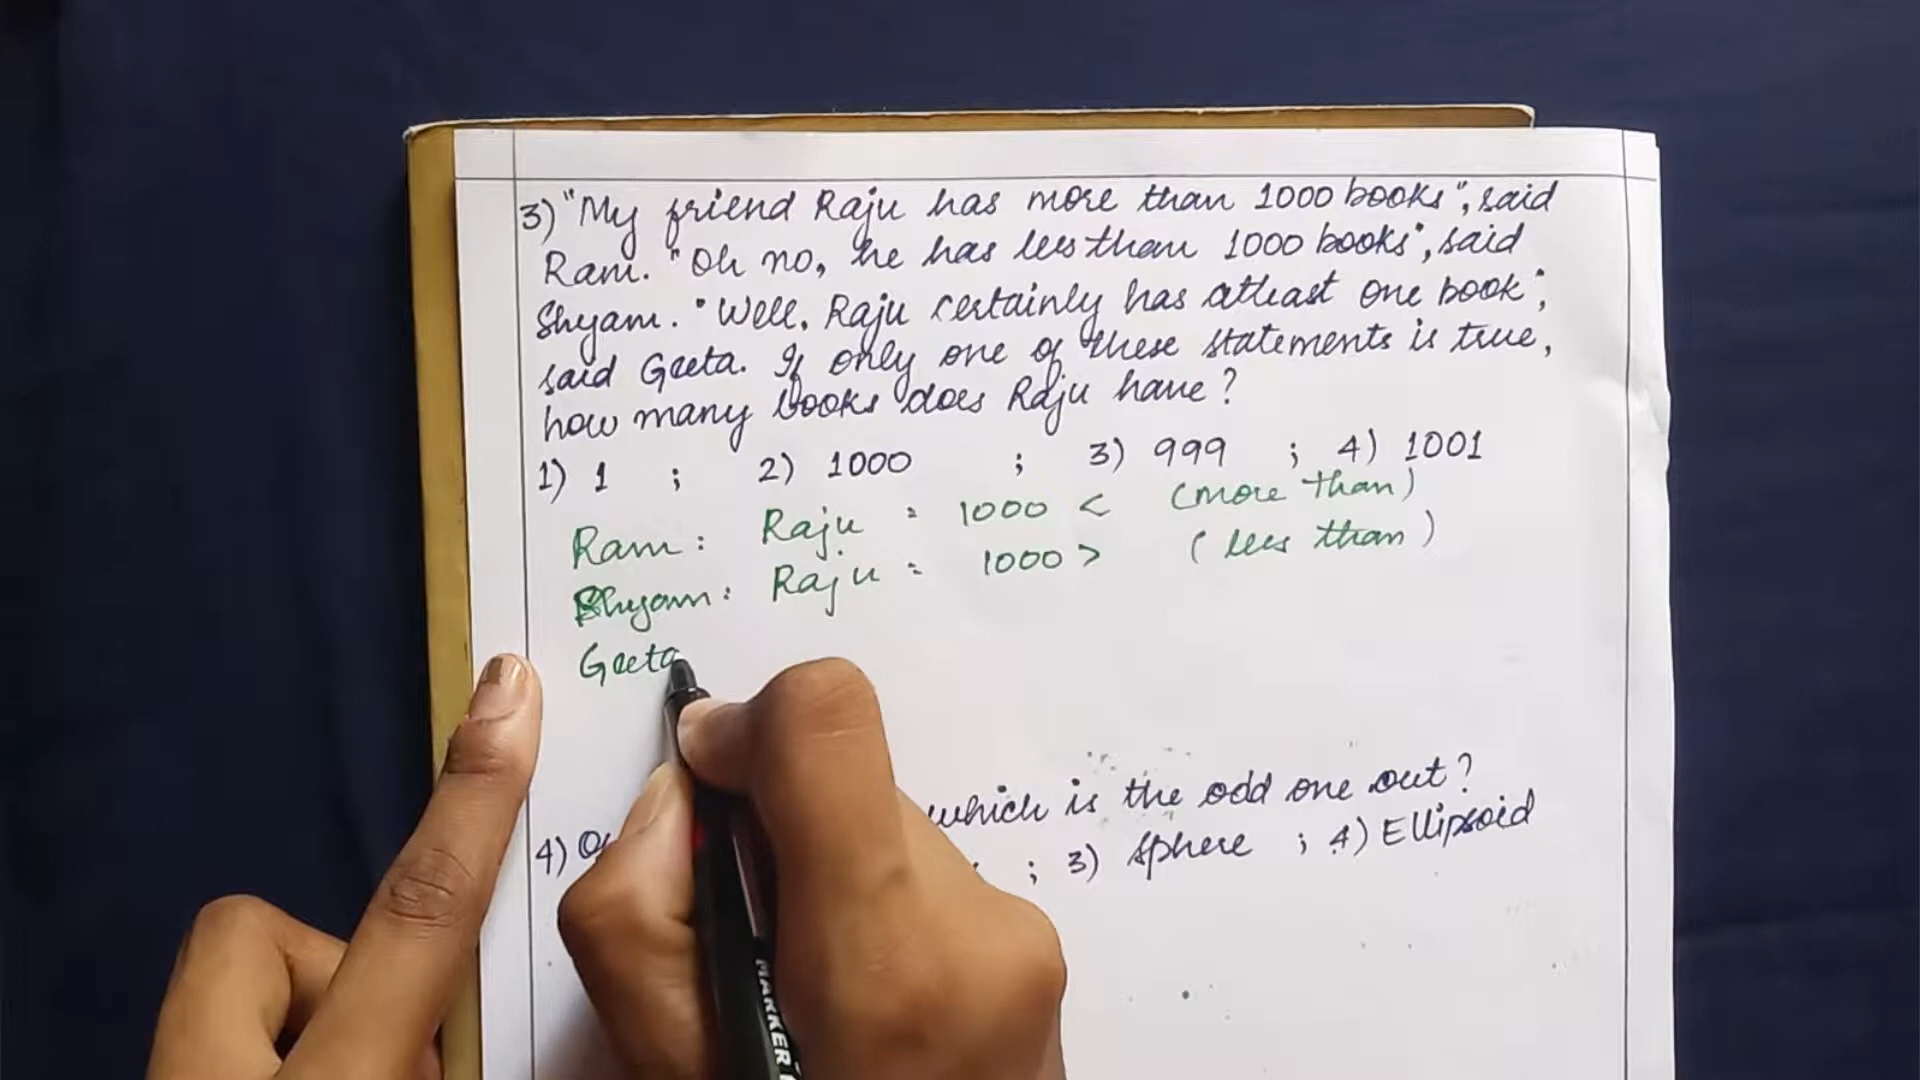 3) "My friend Raju has more than 1000 books", said
Ram. "Oh no, he has less than 1000 books", said
Shyam. "Well, Raju certainly has atleast one book",
said Geeta. If only one of these statements is true,
how many books does Raju have?
1) 1 ; 2) 1000 ; 3) 999 ; 4) 1001
Ram: Raju = 1000 < (more than)
Shyam: Raju = 1000 > (less than)
Geeta
4) which is the odd one out?
; 3) Sphere ; 4) Ellipsoid
MARKER